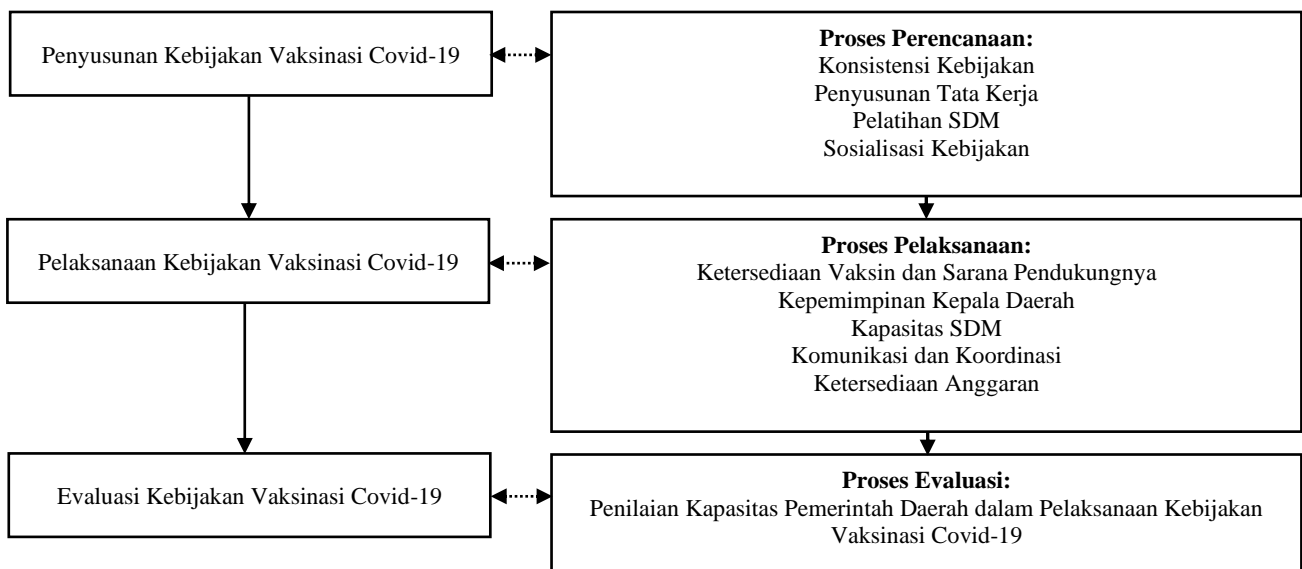 Penyusunan Kebijakan Vaksinasi Covid-19
Proses Perencanaan:
Konsistensi Kebijakan
Penyusunan Tata Kerja
Pelatihan SDM
Sosialisasi Kebijakan
Pelaksanaan Kebijakan Vaksinasi Covid-19
Proses Pelaksanaan:
Ketersediaan Vaksin dan Sarana Pendukungnya
Kepemimpinan Kepala Daerah
Kapasitas SDM
Komunikasi dan Koordinasi
Ketersediaan Anggaran
Evaluasi Kebijakan Vaksinasi Covid-19
Proses Evaluasi:
Penilaian Kapasitas Pemerintah Daerah dalam Pelaksanaan Kebijakan
Vaksinasi Covid-19